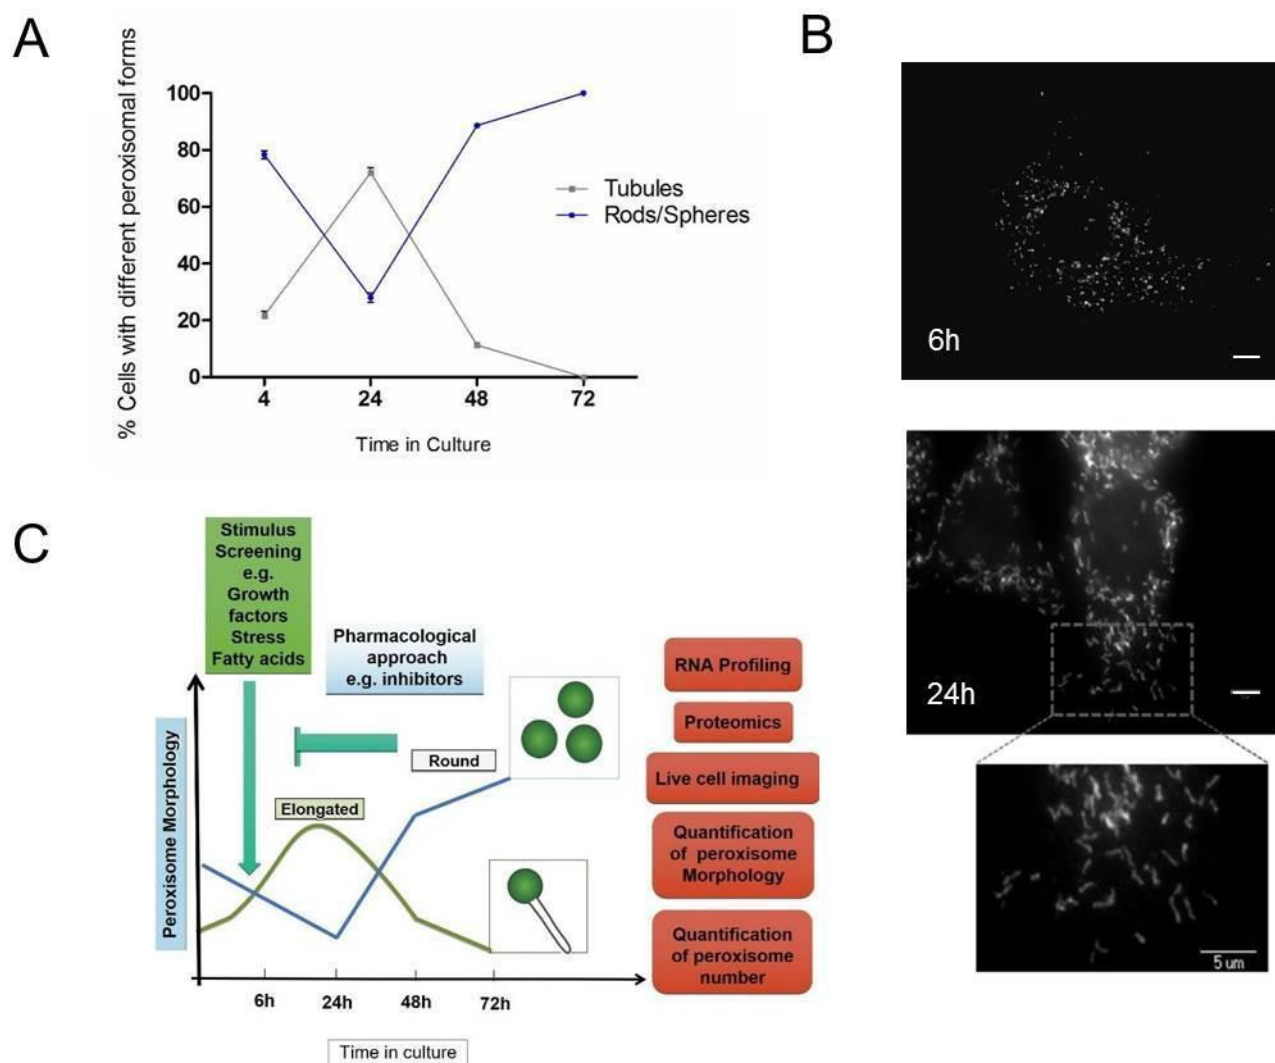 A
% Cells with different peroxisomal forms
100
80
60
40
20
0
4 24 48 72
Time in Culture
Tubules
Rods/Spheres
B
6h
24h
5 um
C
Stimulus
Screening
e.g.
Growth
factors
Stress
Fatty acids
Pharmacological
approach
e.g. inhibitors
Round
Elongated
Peroxisome Morphology
6h 24h 48h 72h
Time in culture
RNA Profiling
Proteomics
Live cell imaging
Quantification
of peroxisome
Morphology
Quantification
of peroxisome
number